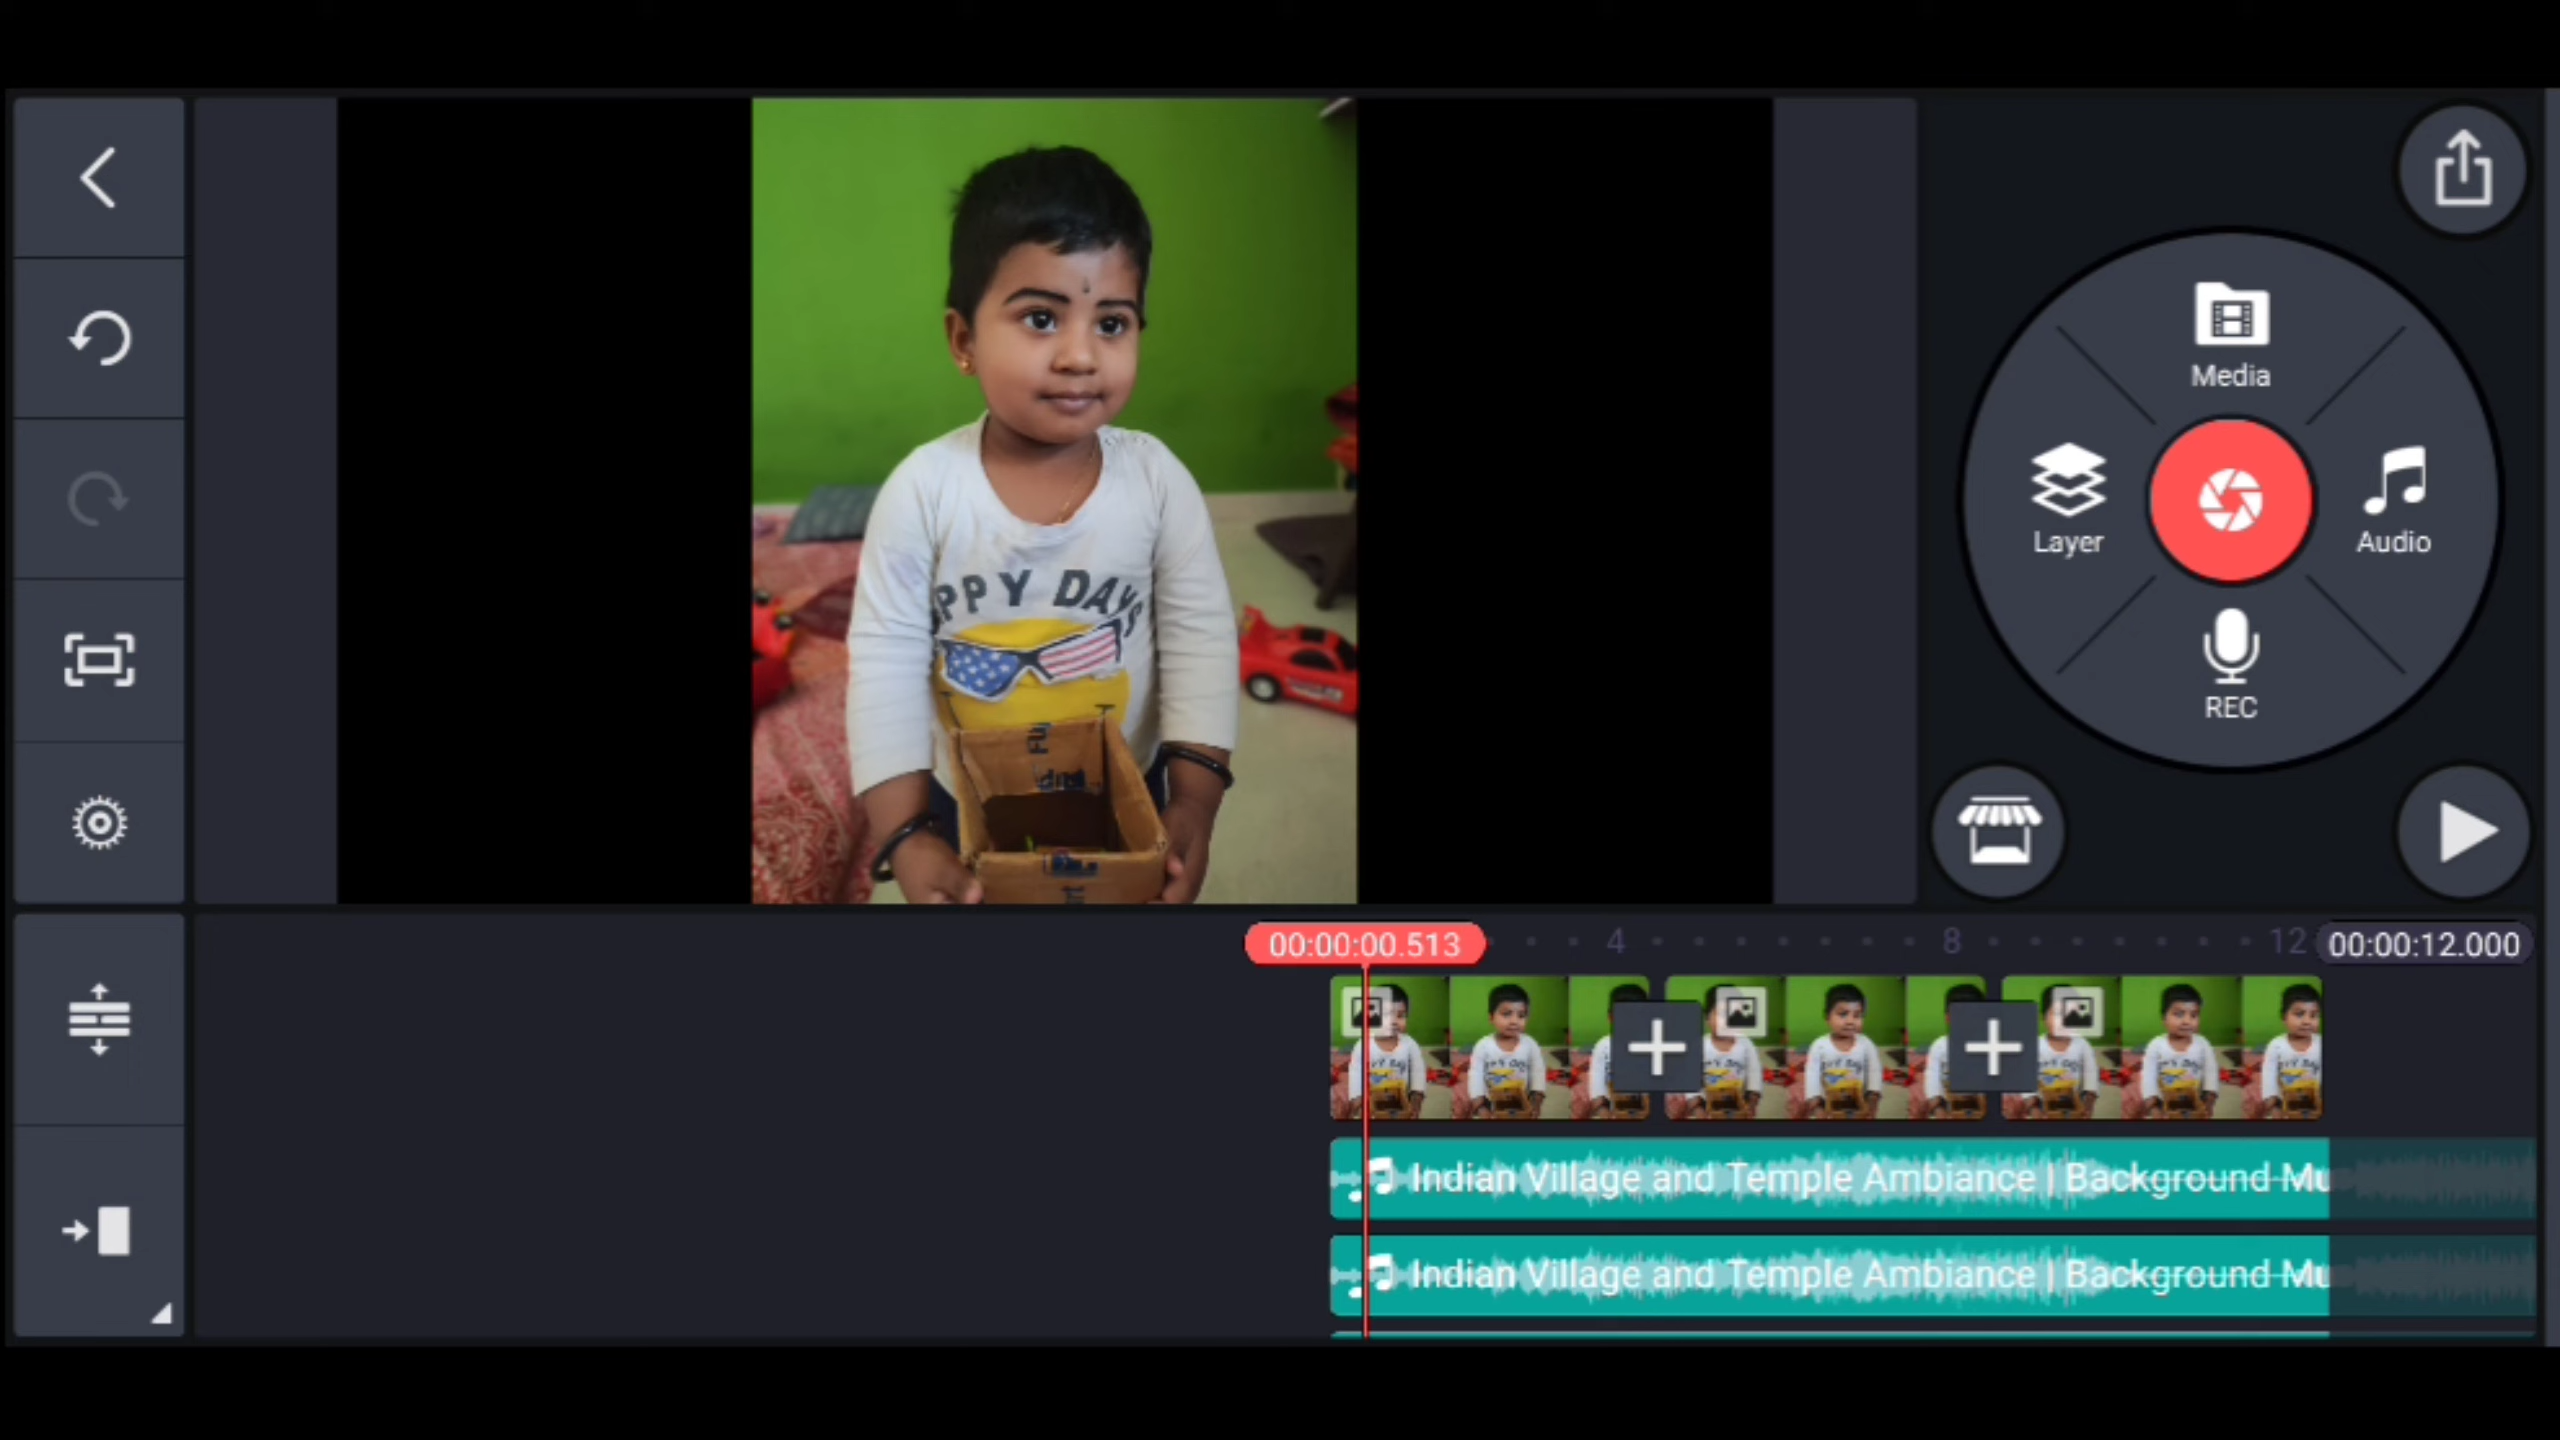 Media
Layer
Audio
REC
PPY DAYS
00:00:00.513
4
8
12
00:00:12.000
Indian Village and Temple Ambiance | Background Mu
Indian Village and Temple Ambiance | Background Mu